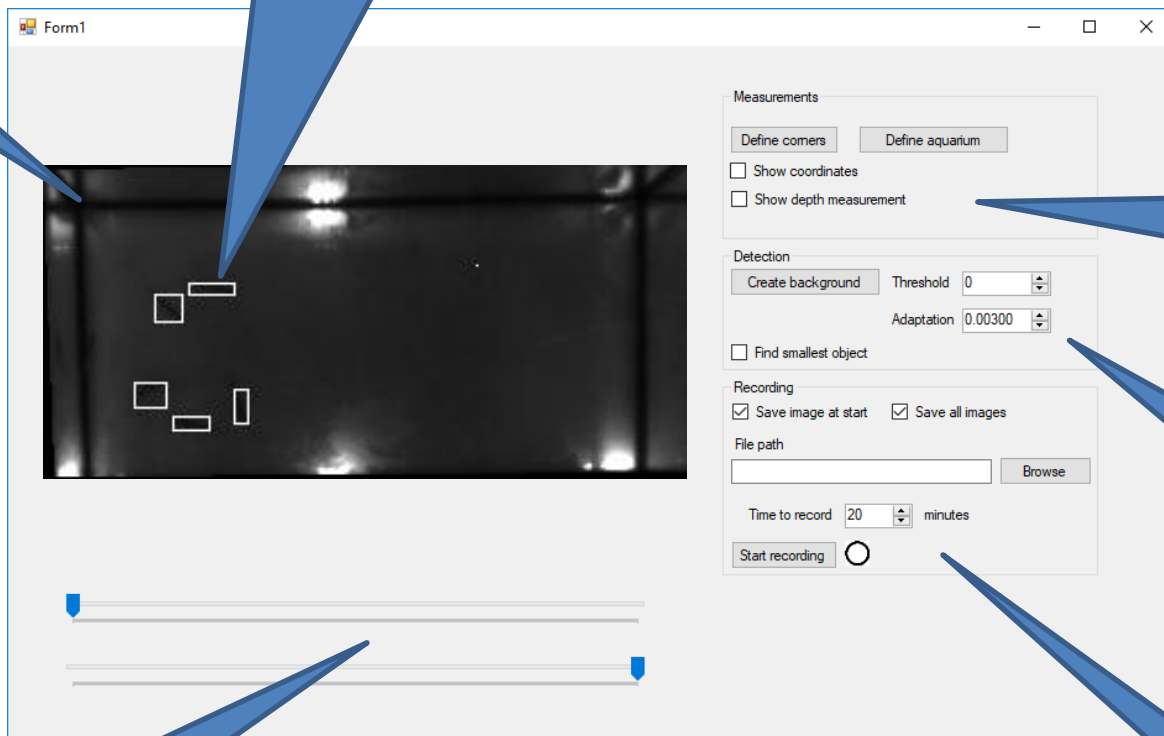 Form1
Measurements
Define corners Define aquarium
Show coordinates
Show depth measurement
Detection
Create background Threshold 0
Adaptation 0.00300
Find smallest object
Recording
Save image at start Save all images
File path
Browse
Time to record 20 minutes
Start recording